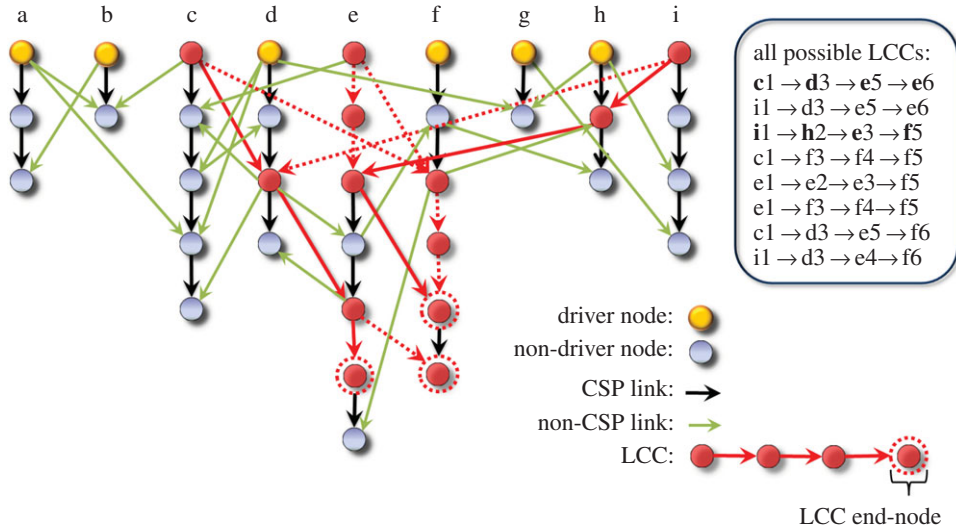 a b c d e f g h i
all possible LCCs:
c1 → d3 → e5 → e6
i1 → d3 → e5 → e6
i1 → h2 → e3 → f5
c1 → f3 → f4 → f5
e1 → e2 → e3 → f5
e1 → f3 → f4 → f5
c1 → d3 → e5 → f6
i1 → d3 → e4 → f6
driver node:
non-driver node:
CSP link:
non-CSP link:
LCC:
LCC end-node